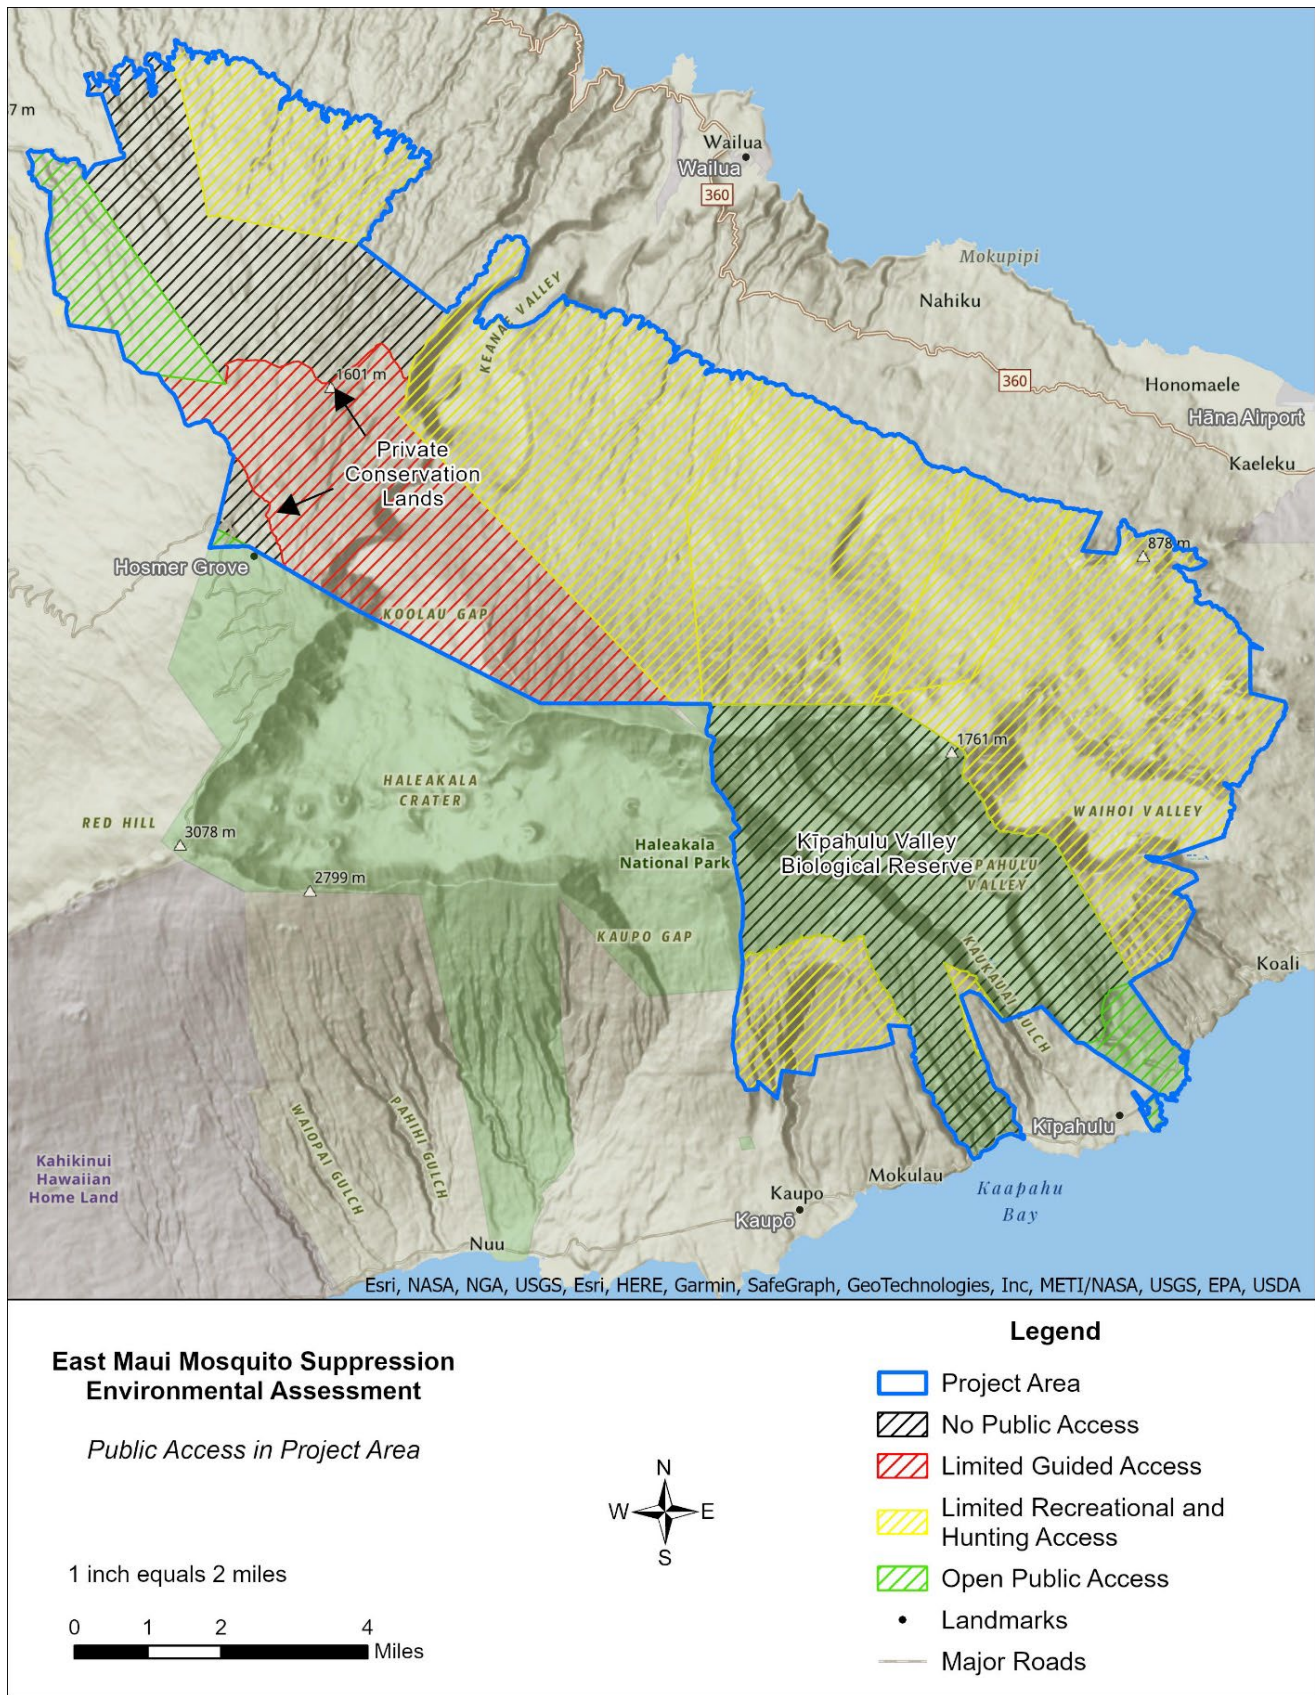 Wailua
Wailua
360
7 m
Mokupipi
Nahiku
KEANAE VALLEY
1601 m
360
Honomaele
Hāna Airport
Kaeleku
Private
Conservation
Lands
878 m
Hosmer Grove
KOOLAU GAP
1761 m
HALEAKALA
CRATER
RED HILL
3078 m
WAIHOI VALLEY
Haleakala
National Park
Kīpahulu Valley
Biological Reserve
PAHULU
VALLEY
2799 m
KAUPO GAP
KAUKAUAI GULCH
Koali
WAIOPAI GULCH
PAHIHI GULCH
Kīpahulu
Kahikinui
Hawaiian
Home Land
Mokulau
Kaapahu
Bay
Kaupo
Kaupō
Nuu
Esri, NASA, NGA, USGS, Esri, HERE, Garmin, SafeGraph, GeoTechnologies, Inc, METI/NASA, USGS, EPA, USDA
East Maui Mosquito Suppression
Environmental Assessment
Public Access in Project Area
1 inch equals 2 miles
0 1 2 4
Miles
N
W E
S
Legend
Project Area
No Public Access
Limited Guided Access
Limited Recreational and
Hunting Access
Open Public Access
Landmarks
Major Roads